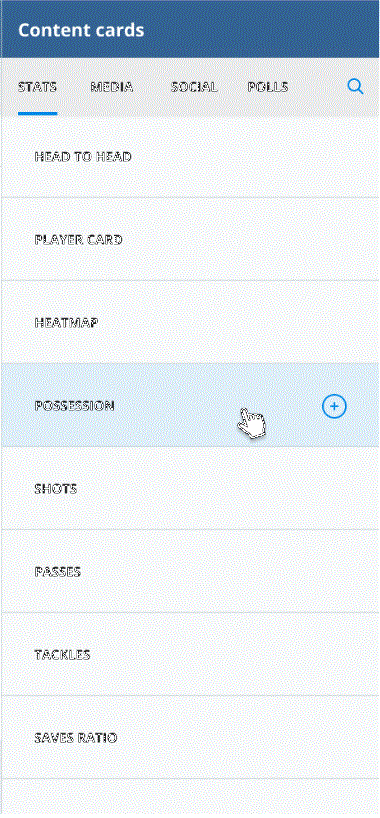 Content cards
STATS MEDIA SOCIAL POLLS
HEAD TO HEAD
PLAYER CARD
HEATMAP
POSSESSION
SHOTS
PASSES
TACKLES
SAVES RATIO